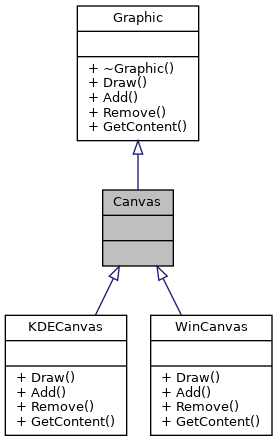 Graphic
+ ~Graphic()
+ Draw()
+ Add()
+ Remove()
+ GetContent()
Canvas
KDECanvas
+ Draw()
+ Add()
+ Remove()
+ GetContent()
WinCanvas
+ Draw()
+ Add()
+ Remove()
+ GetContent()